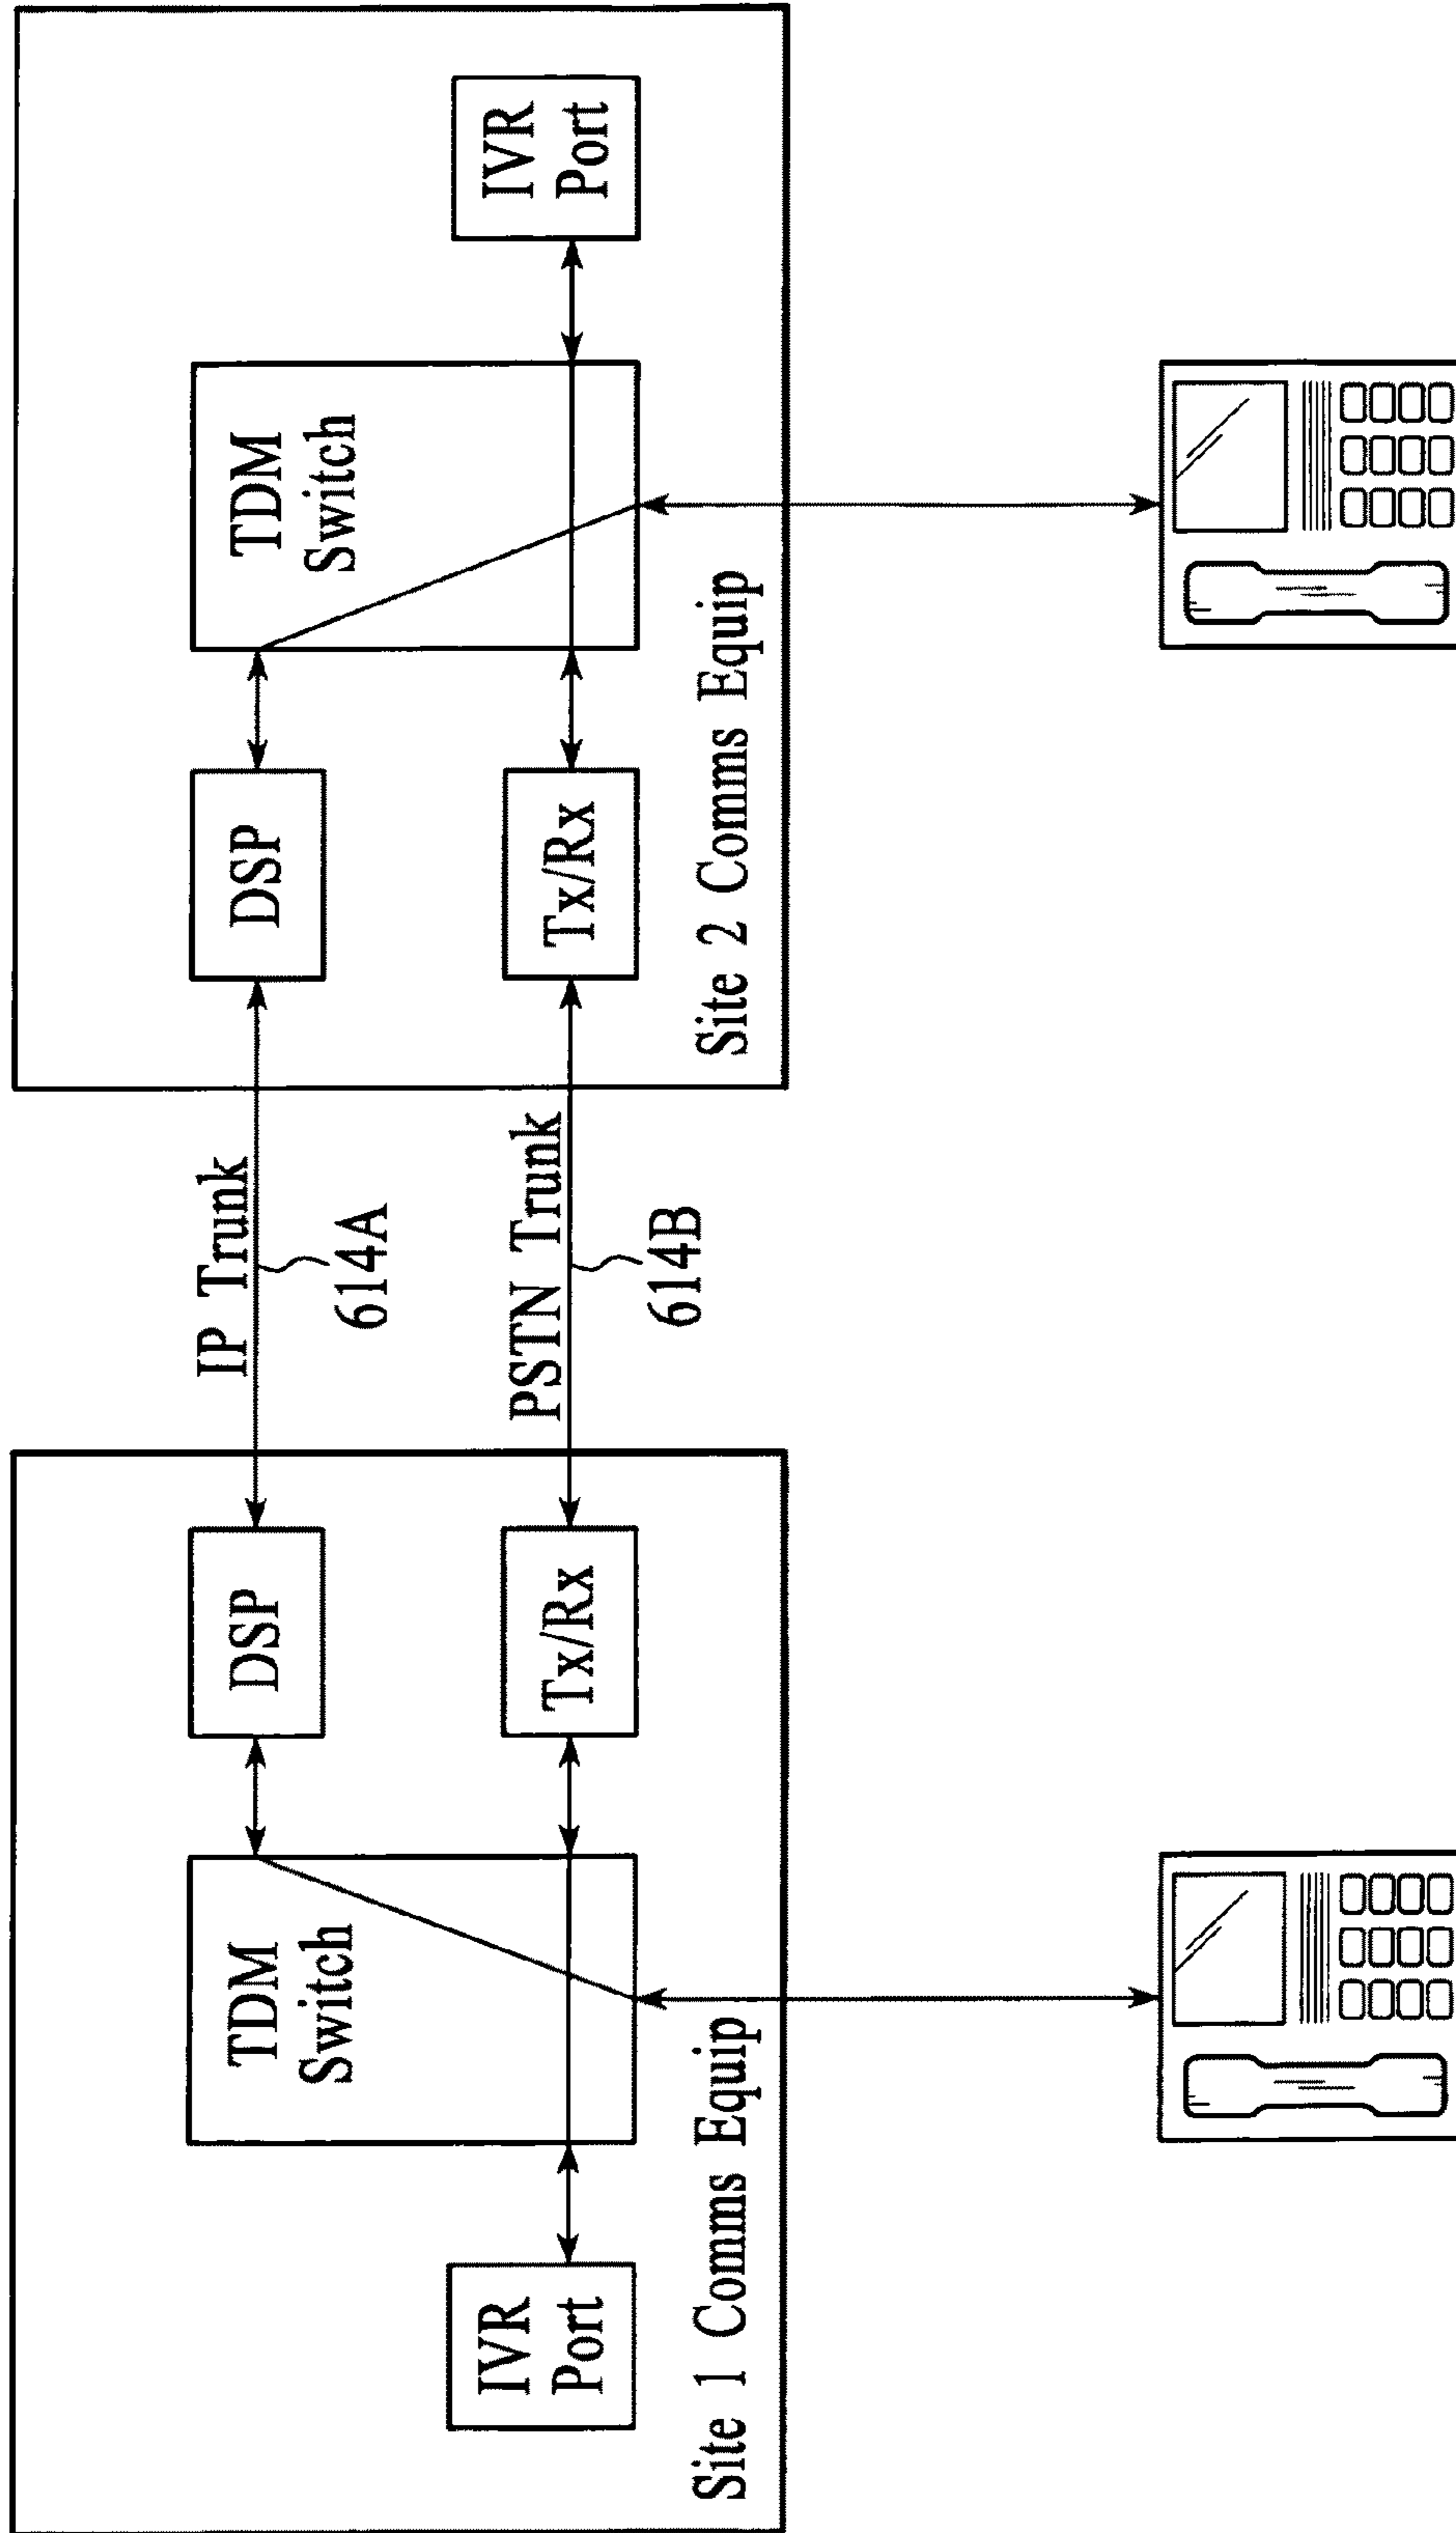 IP Trunk
614A
PSTN Trunk
614B
TDM
Switch
DSP
IVR
Port
Tx/Rx
Site 1 Comms Equip
DSP
TDM
Switch
Tx/Rx
IVR
Port
Site 2 Comms Equip